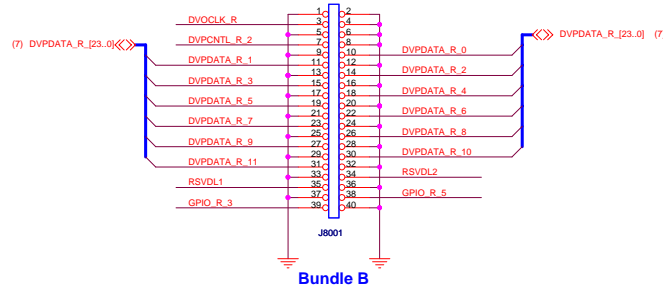 1 2
DVOCLK_R 3 4
5 6
DVPCNTL_R_2 7 8
(7) DVPDATA_R_[23..0] DVPDATA_R_[23..0] (7
9 10 DVPDATA_R_0
DVPDATA_R_1 11 12
13 14 DVPDATA_R_2
DVPDATA_R_3 15 16
17 18 DVPDATA_R_4
DVPDATA_R_5 19 20
21 22 DVPDATA_R_6
DVPDATA_R_7 23 24
25 26 DVPDATA_R_8
DVPDATA_R_9 27 28
29 30 DVPDATA_R_10
DVPDATA_R_11 31 32
33 34 RSVDL2
RSVDL1 35 36
37 38 GPIO_R_5
GPIO_R_3 39 40
J8001
Bundle B